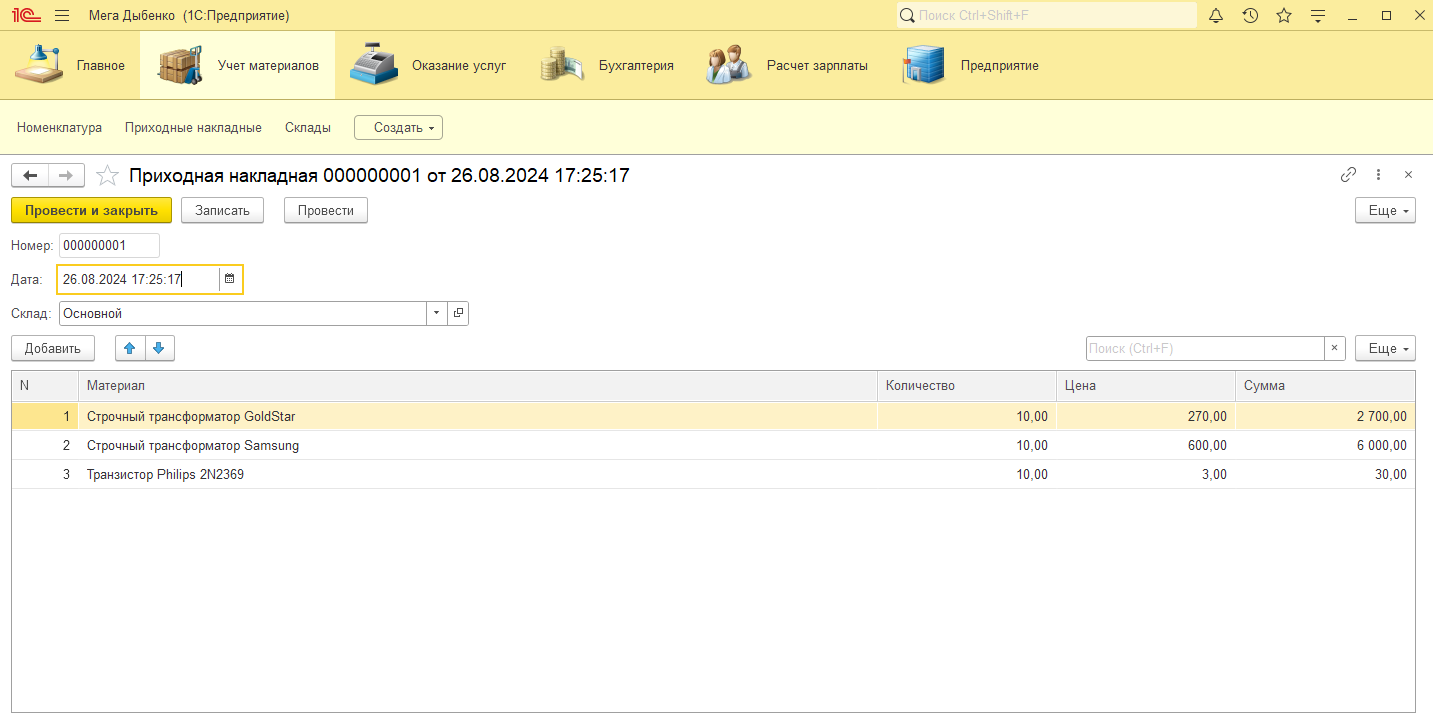 1С Мега Дыбенко (1С:Предприятие) Поиск Ctrl+Shift+F
Главное Учет материалов Оказание услуг Бухгалтерия Расчет зарплаты Предприятие
Номенклатура Приходные накладные Склады Создать
Приходная накладная 000000001 от 26.08.2024 17:25:17
Провести и закрыть Записать Провести Еще
Номер: 000000001
Дата: 26.08.2024 17:25:17
Склад: Основной
Добавить Поиск (Ctrl+F) × Еще
N Материал Количество Цена Сумма
1 Строчный трансформатор GoldStar 10,00 270,00 2 700,00
2 Строчный трансформатор Samsung 10,00 600,00 6 000,00
3 Транзистор Philips 2N2369 10,00 3,00 30,00